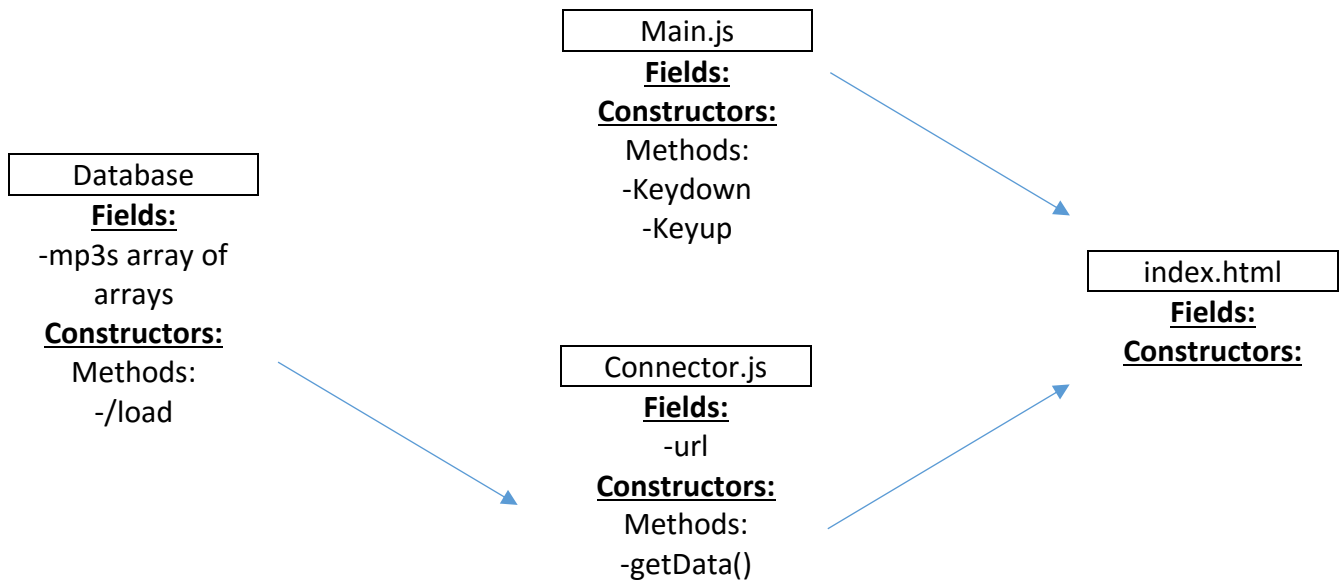 Main.js
Fields:
Constructors:
Methods:
-Keydown
-Keyup
Database
Fields:
-mp3s array of
arrays
Constructors:
Methods:
-/load
Connector.js
Fields:
-url
Constructors:
Methods:
-getData()
index.html
Fields:
Constructors: